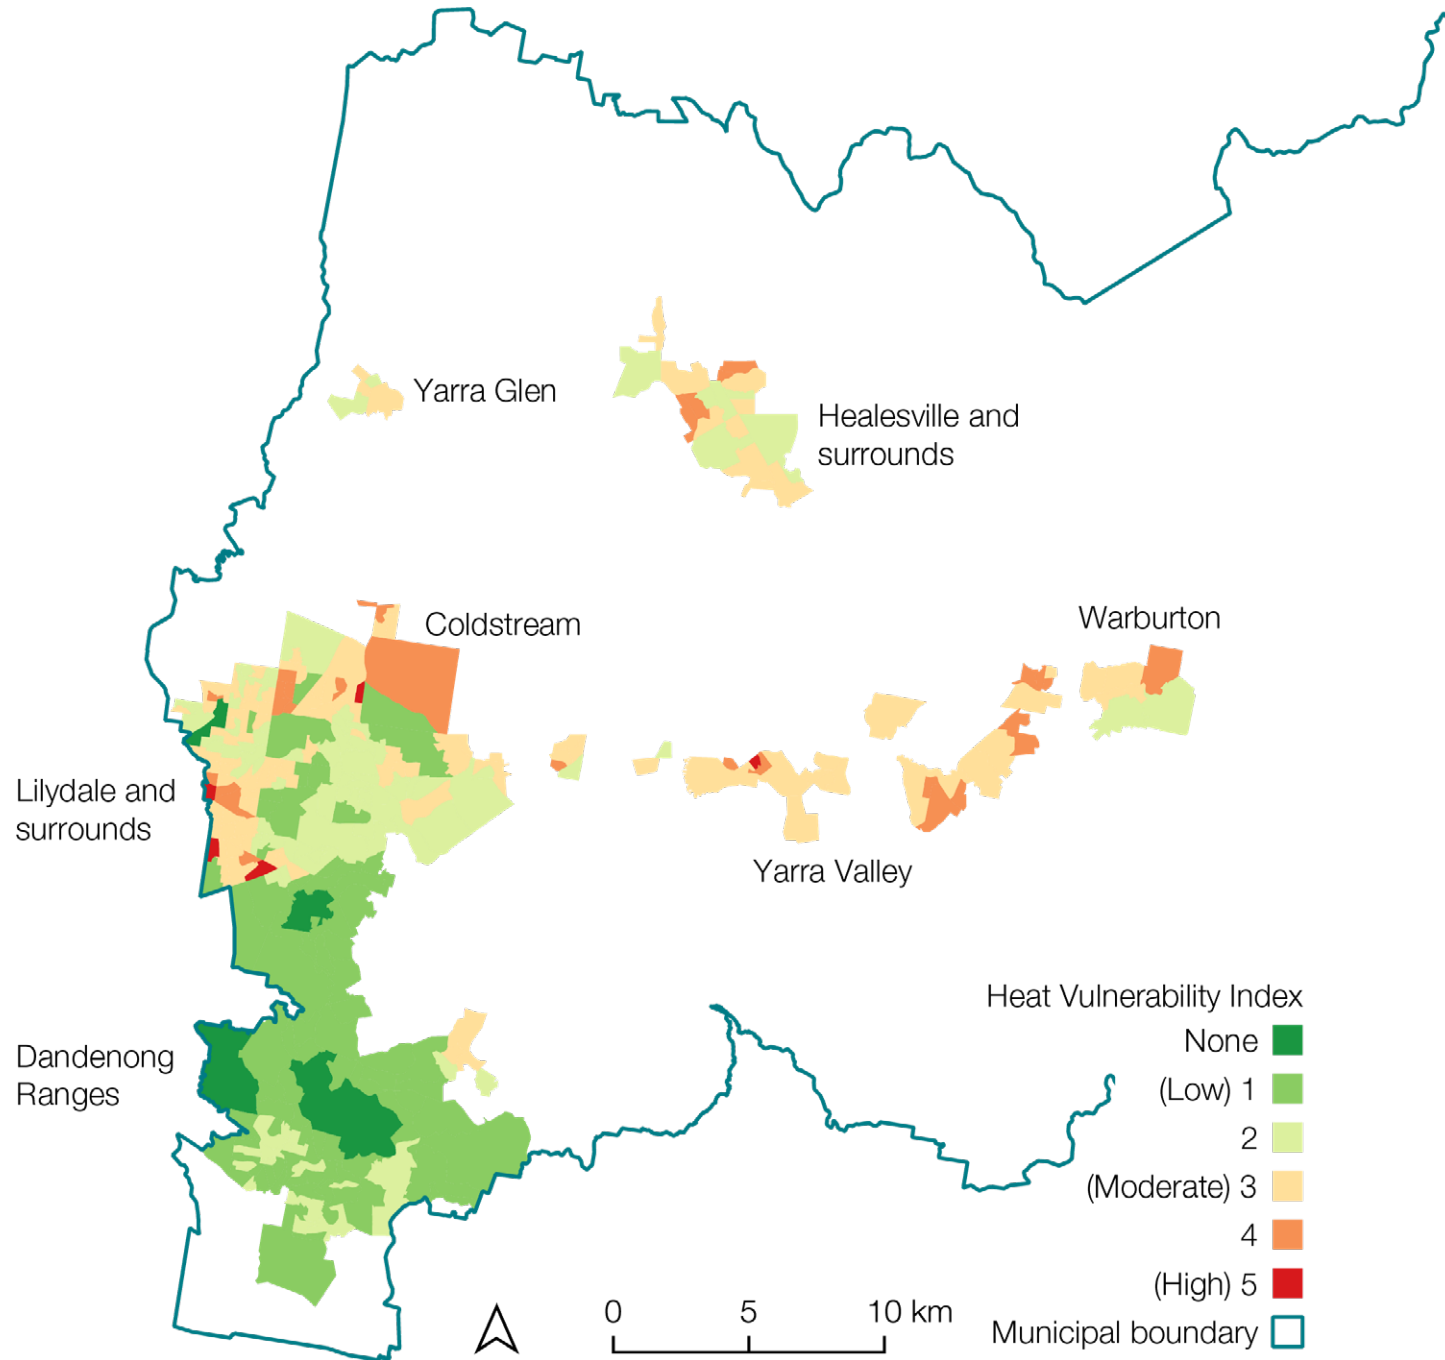 Yarra Glen
Healesville and
surrounds
Coldstream
Warburton
Lilydale and
surrounds
Yarra Valley
Dandenong
Ranges
Heat Vulnerability Index
None
(Low) 1
2
(Moderate) 3
4
(High) 5
Municipal boundary
0 5 10 km